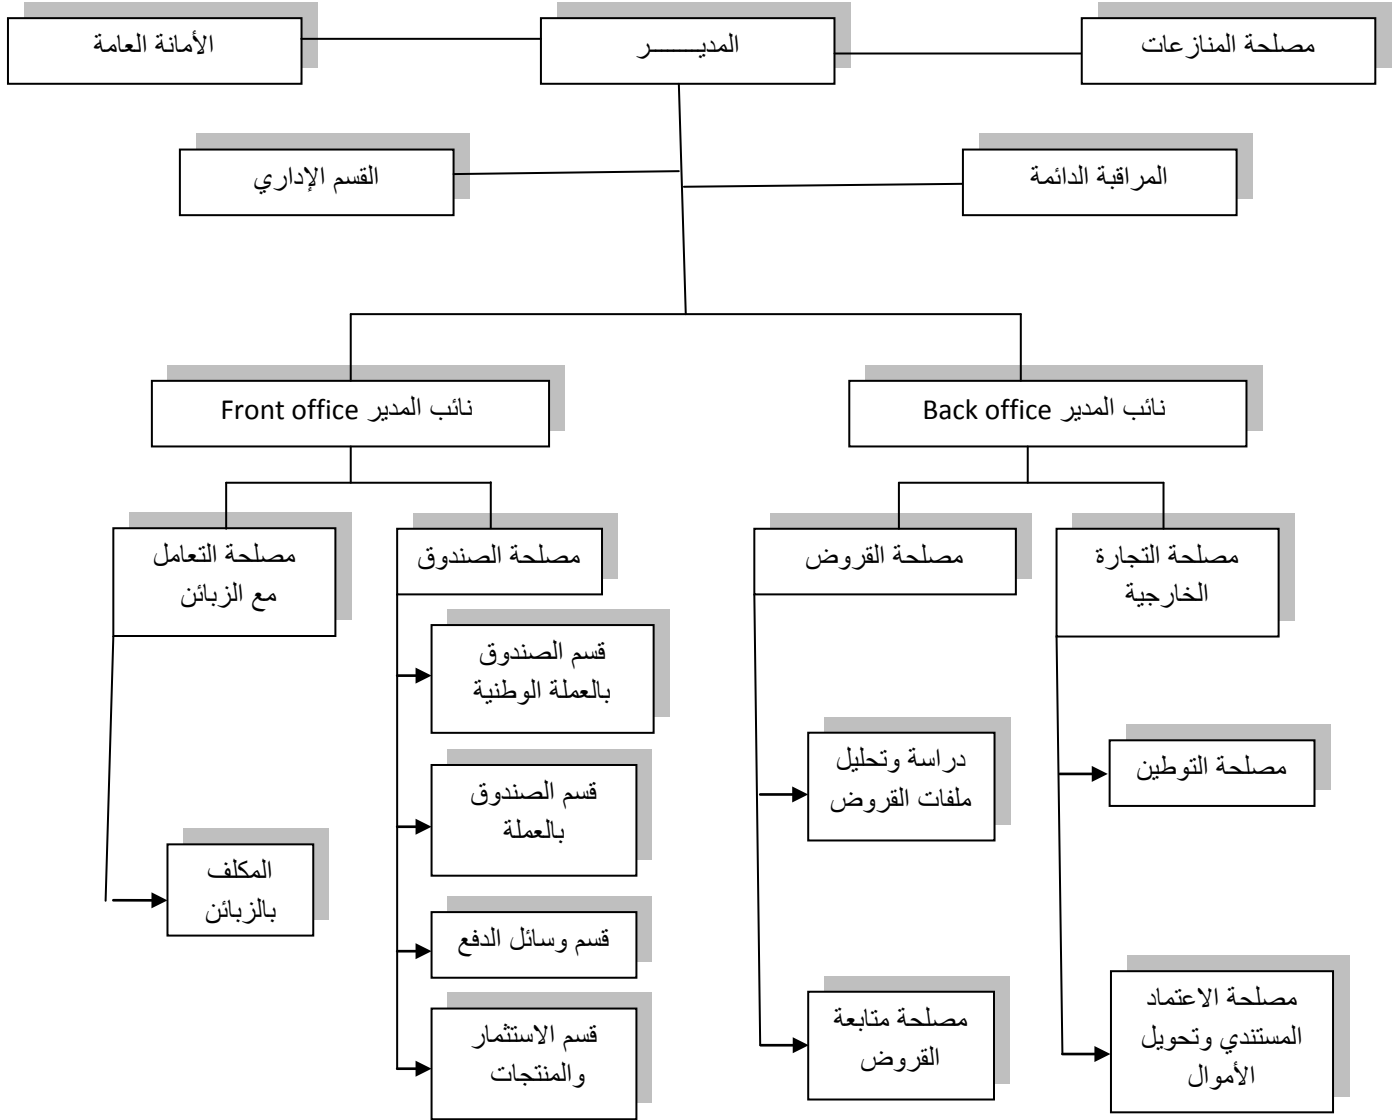 مصلحة المنازعات
المديـــــــر
الأمانة العامة
المراقبة الدائمة
القسم الإداري
نائب المدير Back office
نائب المدير Front office
مصلحة التجارة
الخارجية
مصلحة القروض
مصلحة الصندوق
مصلحة التعامل
مع الزبائن
قسم الصندوق
بالعملة الوطنية
دراسة وتحليل
ملفات القروض
مصلحة التوطين
قسم الصندوق
بالعملة
المكلف
بالزبائن
قسم وسائل الدفع
مصلحة الاعتماد
المستندي وتحويل
الأموال
مصلحة متابعة
القروض
قسم الاستثمار
والمنتجات